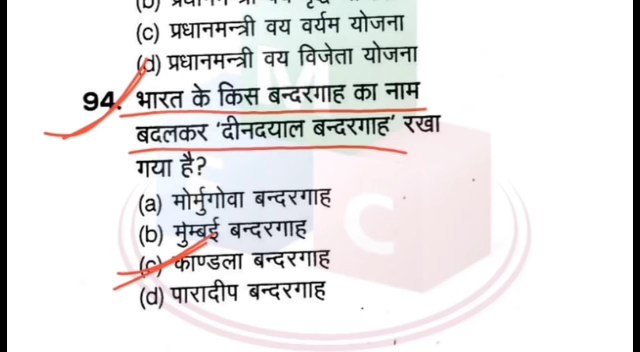 (c) प्रधानमन्त्री वय वर्यम योजना
(d) प्रधानमन्त्री वय विजेता योजना
94. भारत के किस बन्दरगाह का नाम
बदलकर ‘दीनदयाल बन्दरगाह’ रखा
गया है?
(a) मोर्मुगोवा बन्दरगाह
(b) मुम्बई बन्दरगाह
(c) काण्डला बन्दरगाह
(d) पारादीप बन्दरगाह
C